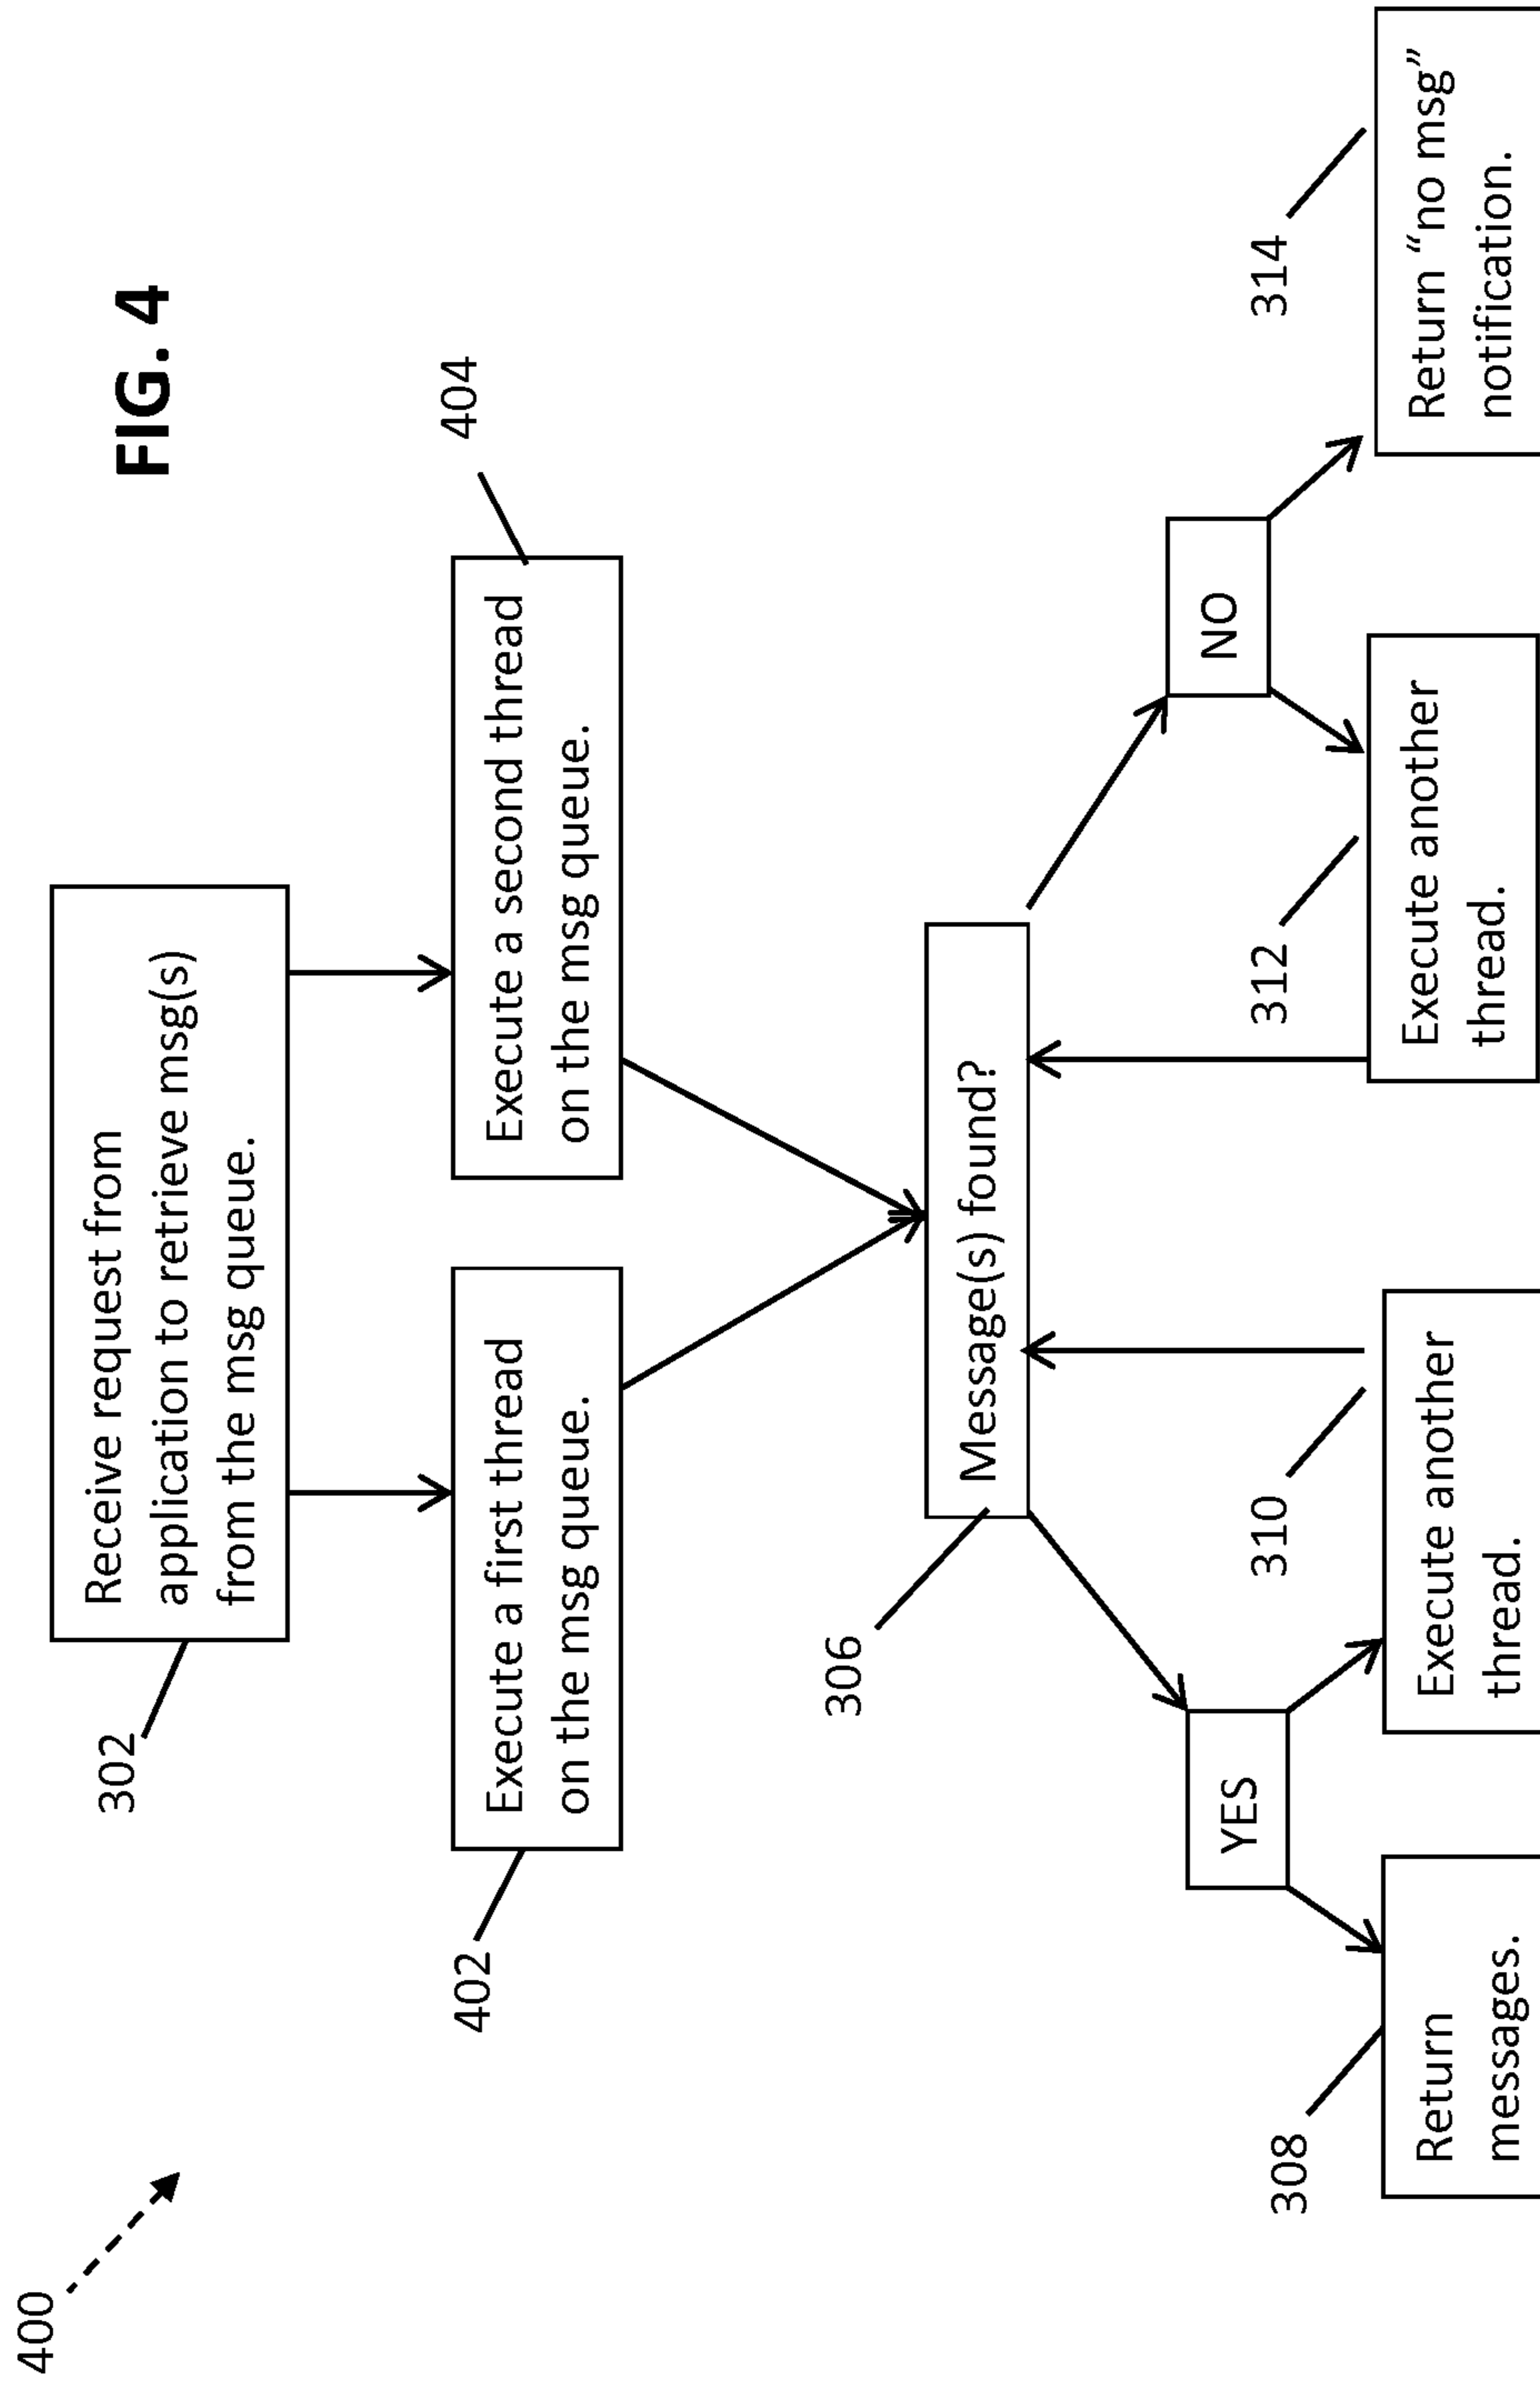 400
FIG. 4
302
Receive request from
application to retrieve msg(s)
from the msg queue.
402
Execute a first thread
on the msg queue.
404
Execute a second thread
on the msg queue.
306
Message(s) found?
YES
NO
308
Return
messages.
310
Execute another
thread.
312
Execute another
thread.
314
Return “no msg”
notification.